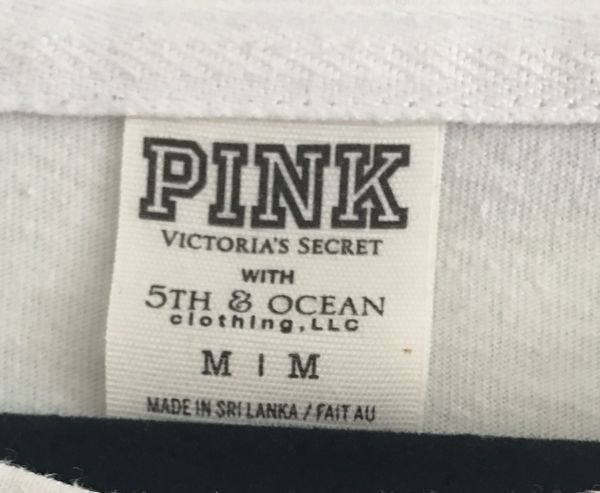 PINK
VICTORIA'S SECRET
WITH
5TH & OCEAN
clothing,LLC
M | M
MADE IN SRI LANKA / FAIT AU